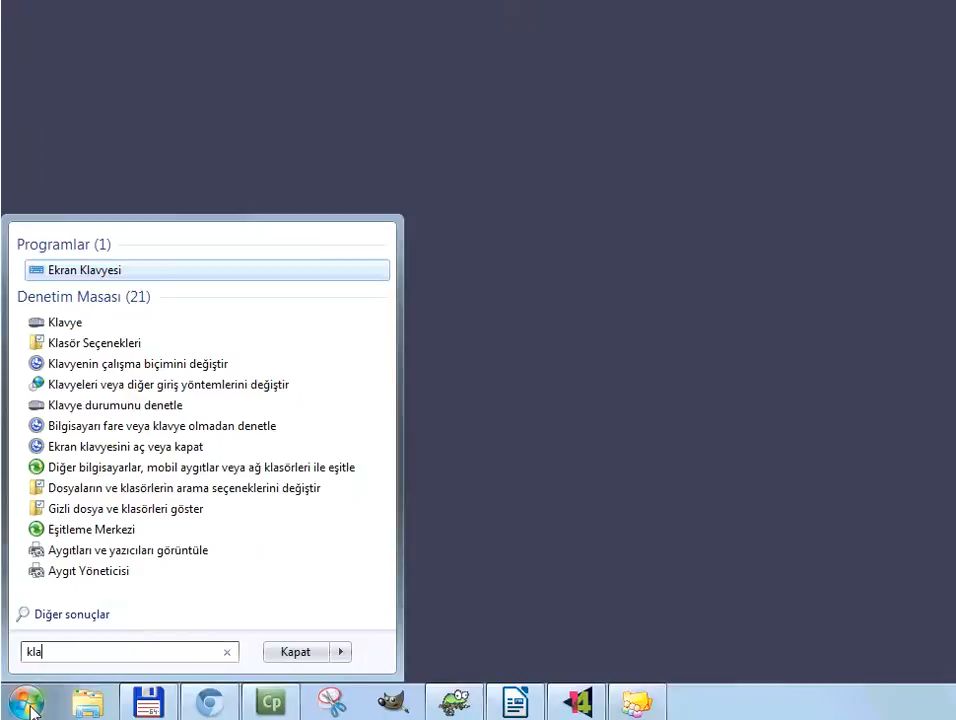 Programlar (1)
Ekran Klavyesi
Denetim Masası (21)
Klavye
Klasör Seçenekleri
Klavyenin çalışma biçimini değiştir
Klavyeleri veya diğer giriş yöntemlerini değiştir
Klavye durumunu denetle
Bilgisayarı fare veya klavye olmadan denetle
Ekran klavyesini aç veya kapat
Diğer bilgisayarlar, mobil aygıtlar veya ağ klasörleri ile eşitle
Dosyaların ve klasörlerin arama seçeneklerini değiştir
Gizli dosya ve klasörleri göster
Eşitleme Merkezi
Aygıtları ve yazıcıları görüntüle
Aygıt Yöneticisi
Diğer sonuçlar
kla
Kapat
64
Cp